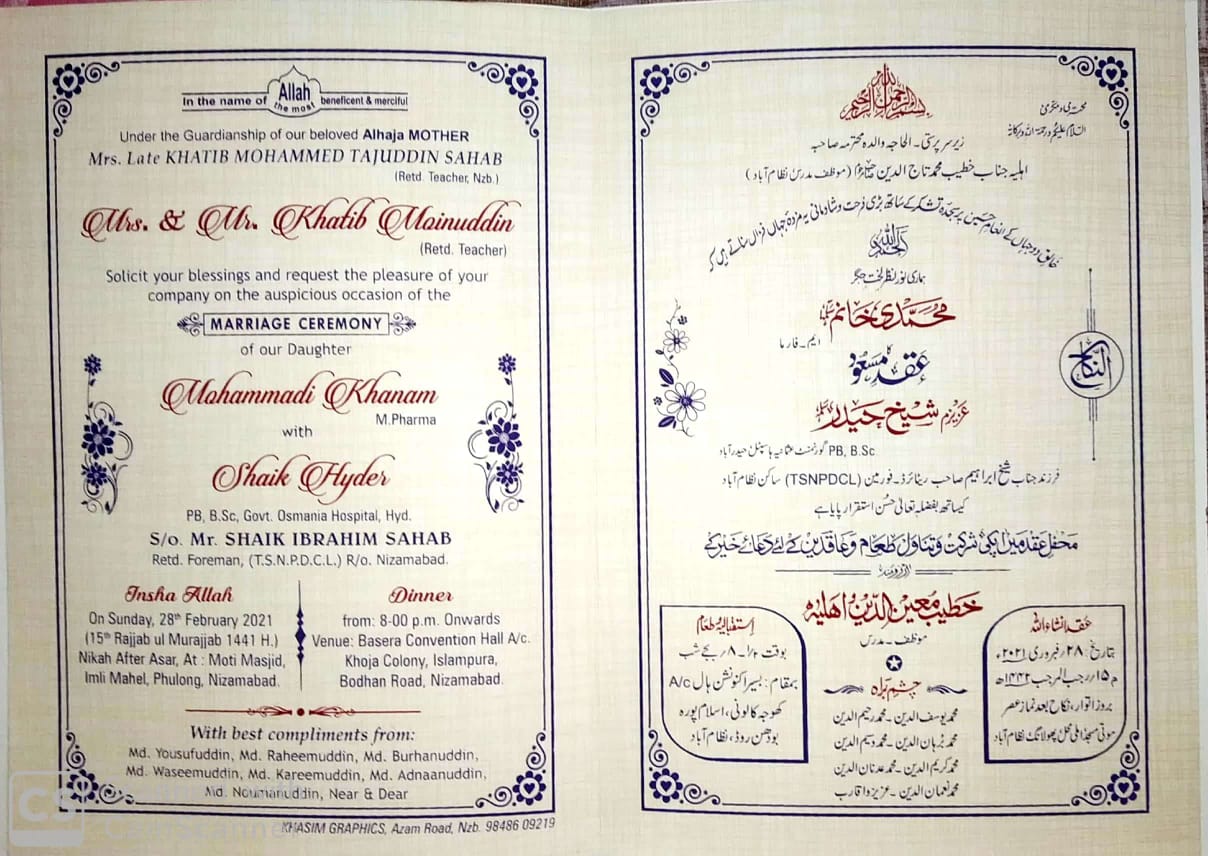 In the name of Allah the most beneficent & merciful
Under the Guardianship of our beloved Alhaja MOTHER
Mrs. Late KHATIB MOHAMMED TAJUDDIN SAHAB
(Retd. Teacher, Nzb.)
Mrs. & Mr. Khatib Moinuddin
(Retd. Teacher)
Solicit your blessings and request the pleasure of your
company on the auspicious occasion of the
MARRIAGE CEREMONY
of our Daughter
Mohammadi Khanam
M.Pharma
with
Shaik Hyder
PB, B.Sc, Govt. Osmania Hospital, Hyd.
S/o. Mr. SHAIK IBRAHIM SAHAB
Retd. Foreman, (T.S.N.P.D.C.L.) R/o. Nizamabad.
Insha Allah
On Sunday, 28th February 2021
(15th Rajjab ul Murajjab 1441 H.)
Nikah After Asar, At : Moti Masjid,
Imli Mahel, Phulong, Nizamabad.
Dinner
from: 8-00 p.m. Onwards
Venue: Basera Convention Hall A/c.
Khoja Colony, Islampura,
Bodhan Road, Nizamabad.
With best compliments from:
Md. Yousufuddin, Md. Raheemuddin, Md. Burhanuddin,
Md. Waseemuddin, Md. Kareemuddin, Md. Adnaanuddin,
Md. Noumanuddin, Near & Dear
KHASIM GRAPHICS, Azam Road, Nzb. 98486 09219
CS CamScanner
بسم الله الرحمن الرحيم
محترمی و مکرمی
السلام علیکم ورحمۃ اللہ وبرکاتہ
زیر سرپرستی۔ الحاجہ والدہ محترمہ صاحبہ
اہلیہ جناب خطیب محمد تاج الدین صاحب مرحوم (موظف مدرس نظام آباد)
خالقِ دو جہاں کے انعامِ حسین پر سجدہ تشکر کے ساتھ بڑی فرحت و شادمانی یہ مژدہ جہاں فزاں سناتے ہیں کہ
الحمدللہ
ہماری نورِ نظر لختِ جگر
محمدی خانم سلمہا
ایم۔ فارما
کا
عقدِ مسعود
عزیزم شیخ حیدر سلمہ
PB, B.Sc گورنمنٹ عثمانیہ ہاسپٹل حیدرآباد
فرزند جناب شیخ ابراہیم صاحب ریٹائرڈ۔ فورمین (TSNPDCL) ساکن نظام آباد
کیساتھ بفضلہ تعالیٰ حسن استقرار پایا ہے
النکاح
محفل عقد میں آپکی شرکت و تناول طعام و عاقدین کے لئے دعائے خیر کے
آرزومند
خطیب معین الدین اہلیہ
موظف۔ مدرس
عقد انشاء اللہ
بتاریخ: ۲۸/ فبروری ۲۰۲۱ء
م ۱۵/ رجب المرجب ۱۴۴۲ھ
بروز اتوار، نکاح بعد نماز عصر
موتی مسجد املی محل پھولانگ نظام آباد
استقبالیہ طعام
بوقت ۱/۲۔۸ بجے شب
بمقام: بسیرا کنونشن ہال A/c
کھوجہ کالونی، اسلام پورہ
بودھن روڈ، نظام آباد
چشم براہ
محمد یوسف الدین۔ محمد رحیم الدین
محمد برہان الدین۔ محمد وسیم الدین
محمد کریم الدین۔ محمد عدنان الدین
محمد نعمان الدین۔ عزیز و اقارب